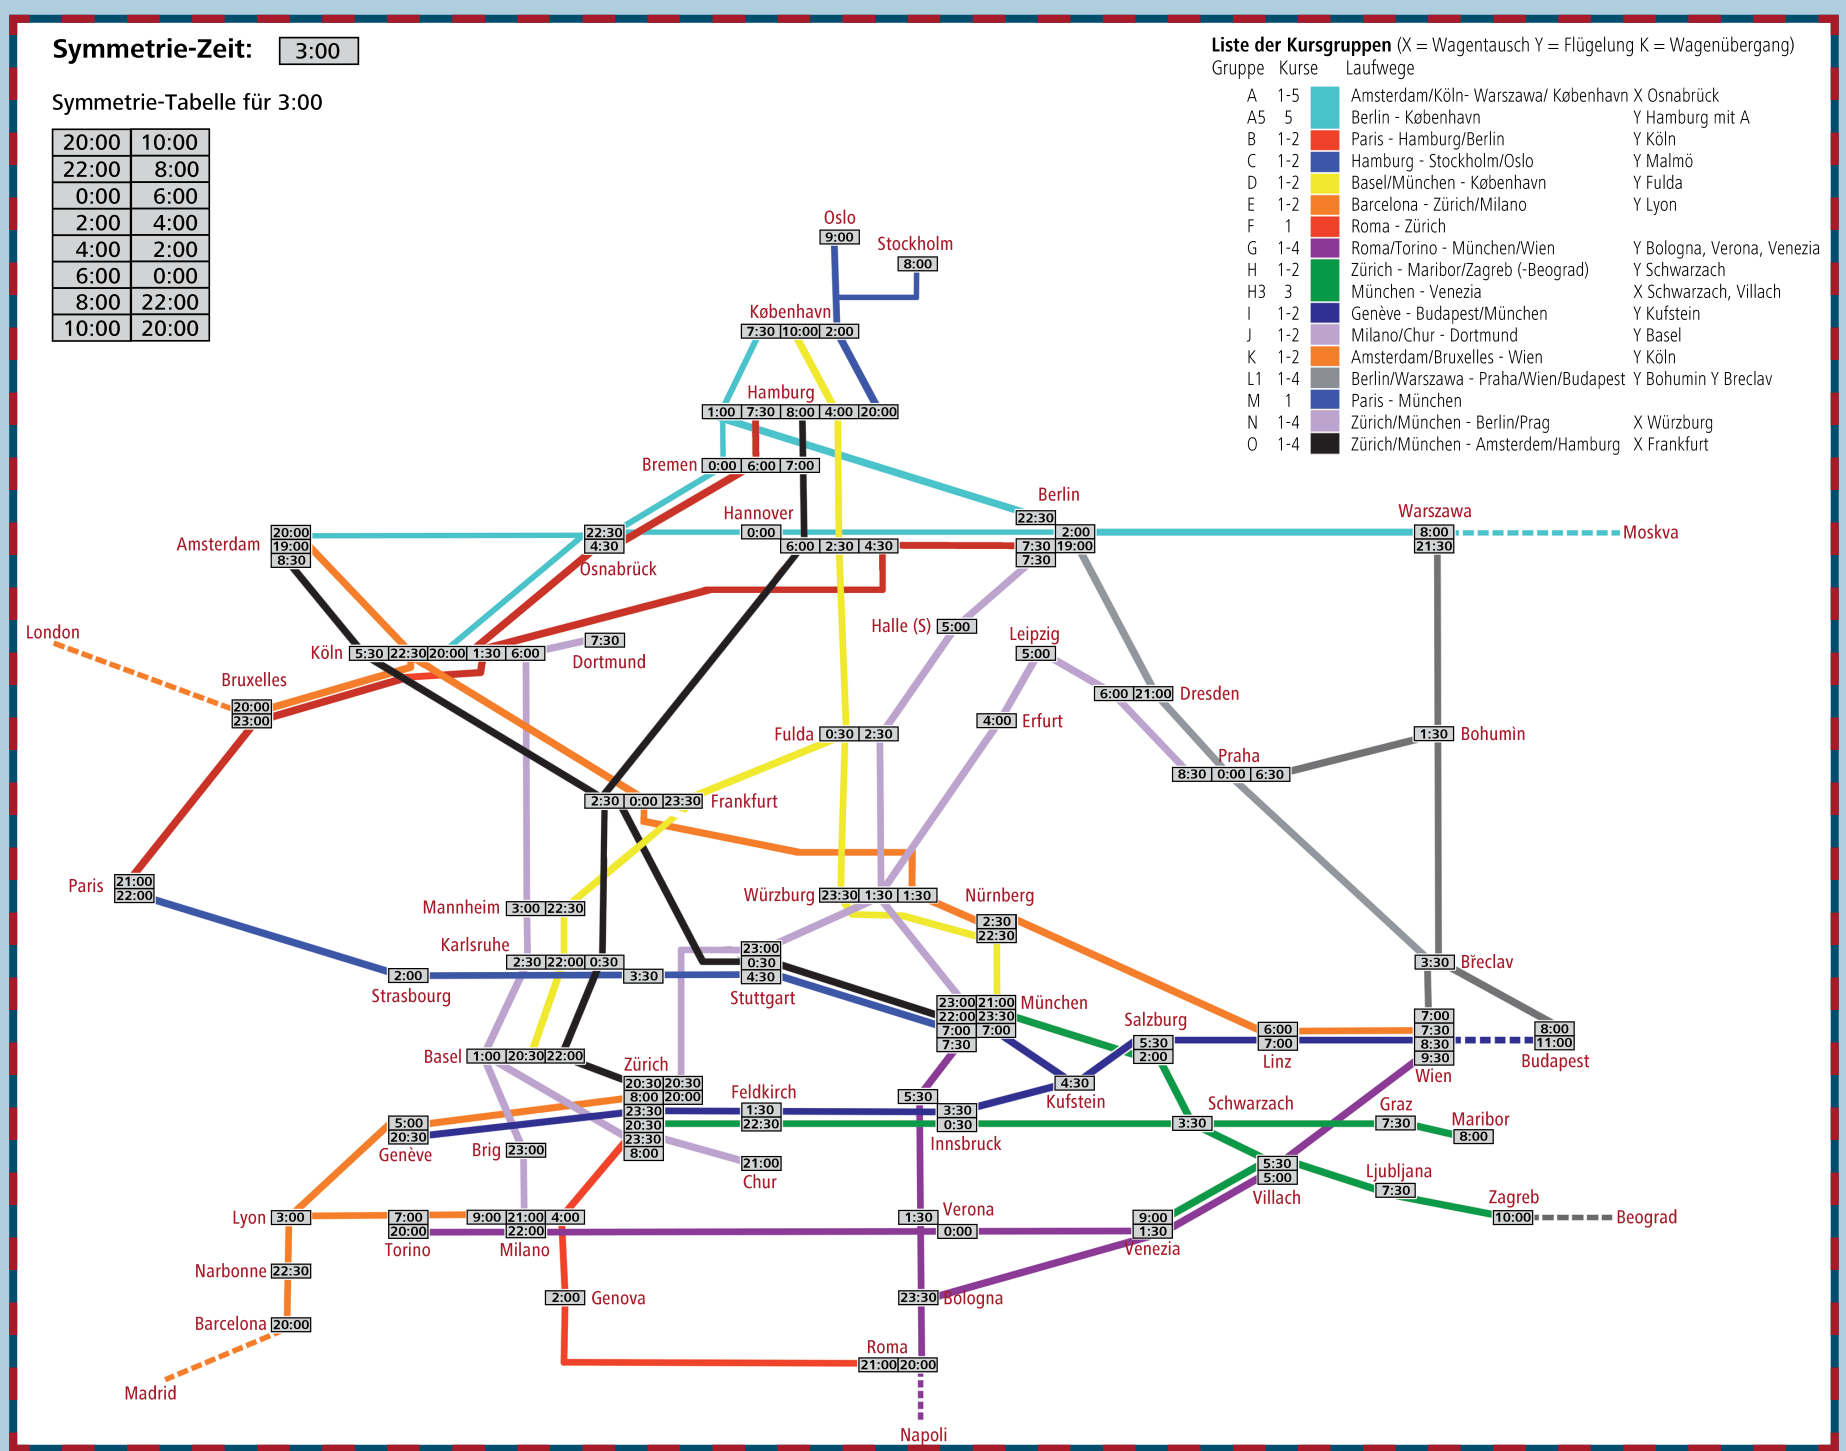 Symmetrie-Zeit: 3:00
Symmetrie-Tabelle für 3:00
20:00 10:00
22:00 8:00
0:00 6:00
2:00 4:00
4:00 2:00
6:00 0:00
8:00 22:00
10:00 20:00
Liste der Kursgruppen (X = Wagentausch Y = Flügelung K = Wagenübergang)
Gruppe Kurse Laufwege
A 1-5 Amsterdam/Köln- Warszawa/ København X Osnabrück
A5 5 Berlin - København Y Hamburg mit A
B 1-2 Paris - Hamburg/Berlin Y Köln
C 1-2 Hamburg - Stockholm/Oslo Y Malmö
D 1-2 Basel/München - København Y Fulda
E 1-2 Barcelona - Zürich/Milano Y Lyon
F 1 Roma - Zürich
G 1-4 Roma/Torino - München/Wien Y Bologna, Verona, Venezia
H 1-2 Zürich - Maribor/Zagreb (-Beograd) Y Schwarzach
H3 3 München - Venezia X Schwarzach, Villach
I 1-2 Genève - Budapest/München Y Kufstein
J 1-2 Milano/Chur - Dortmund Y Basel
K 1-2 Amsterdam/Bruxelles - Wien Y Köln
L1 1-4 Berlin/Warszawa - Praha/Wien/Budapest Y Bohumin Y Breclav
M 1 Paris - München
N 1-4 Zürich/München - Berlin/Prag X Würzburg
O 1-4 Zürich/München - Amsterdem/Hamburg X Frankfurt
Oslo
9:00
Stockholm
8:00
København
7:30 10:00 2:00
Hamburg
1:00 7:30 8:00 4:00 20:00
Bremen 0:00 6:00 7:00
Hannover
0:00
6:00 2:30 4:30
Berlin
22:30
2:00
7:30 19:00
7:30
Warszawa
8:00
21:30
Moskva
Amsterdam
20:00
19:00
8:30
22:30
4:30
Osnabrück
London
Köln 5:30 22:30 20:00 1:30 6:00
7:30
Dortmund
Halle (S) 5:00
Leipzig
5:00
Bruxelles
20:00
23:00
6:00 21:00 Dresden
4:00 Erfurt
Fulda 0:30 2:30
1:30 Bohumìn
Praha
8:30 0:00 6:30
2:30 0:00 23:30 Frankfurt
Paris
21:00
22:00
Würzburg 23:30 1:30 1:30
Nürnberg
2:30
22:30
Mannheim 3:00 22:30
Karlsruhe
2:30 22:00 0:30
2:00
Strasbourg
3:30
23:00
0:30
4:30
Stuttgart
3:30 Břeclav
23:00 21:00 München
22:00 23:30
7:00 7:00
7:30
Salzburg
5:30
2:00
6:00
7:00
Linz
7:00
7:30
8:30
9:30
Wien
8:00
11:00
Budapest
Basel 1:00 20:30 22:00
Zürich
20:30 20:30
8:00 20:00
23:30
20:30
23:30
8:00
Feldkirch
1:30
22:30
4:30
Kufstein
5:30
3:30
0:30
Innsbruck
Schwarzach
3:30
Graz
7:30
Maribor
8:00
5:00
20:30
Genève
Brig 23:00
21:00
Chur
5:30
5:00
Villach
Ljubljana
7:30
Zagreb
10:00
Beograd
Lyon 3:00
7:00
20:00
Torino
9:00 21:00 4:00
22:00
Milano
1:30
Verona
0:00
9:00
1:30
Venezia
Narbonne 22:30
2:00 Genova
23:30 Bologna
Barcelona 20:00
Roma
21:00 20:00
Madrid
Napoli